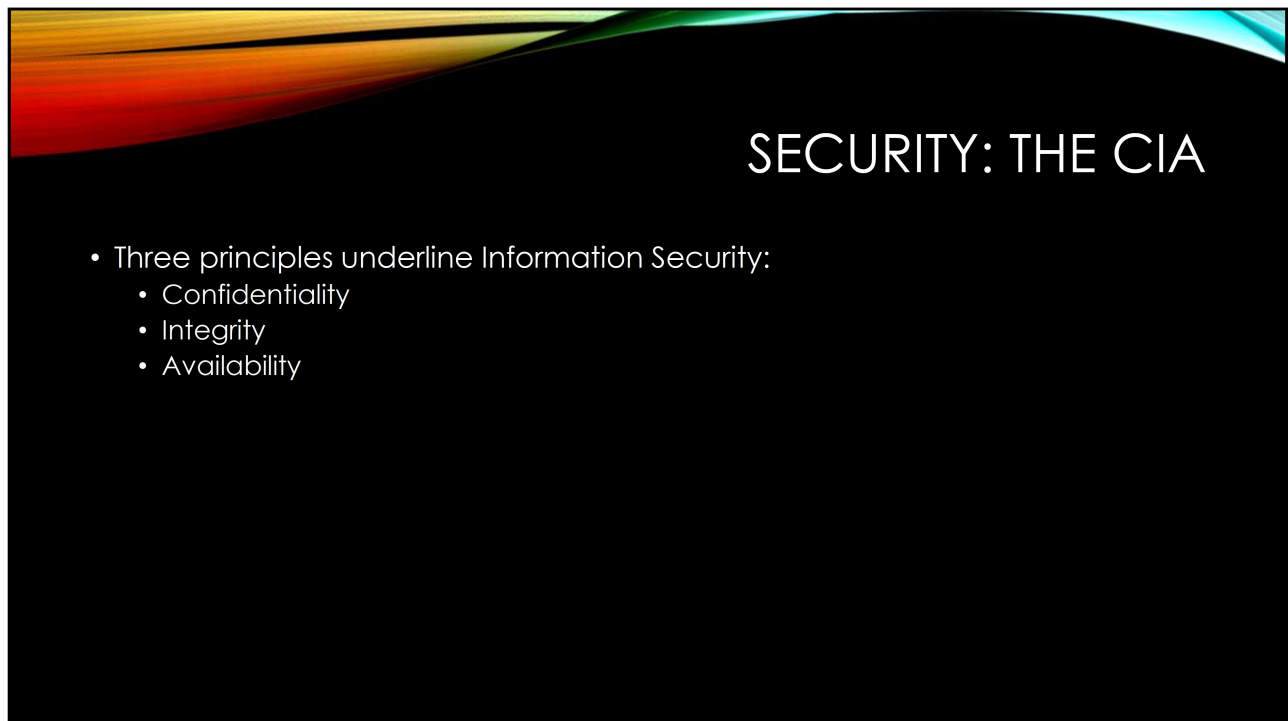 SECURITY: THE CIA
• Three principles underline Information Security:
• Confidentiality
• Integrity
• Availability